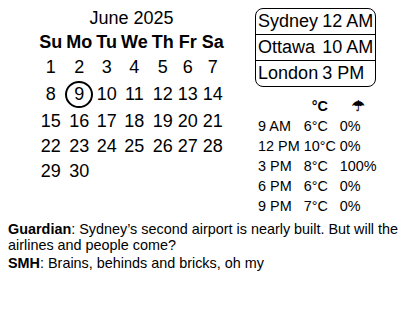 June 2025
Su Mo Tu We Th Fr Sa
1 2 3 4 5 6 7
8 9 10 11 12 13 14
15 16 17 18 19 20 21
22 23 24 25 26 27 28
29 30
Sydney 12 AM
Ottawa 10 AM
London 3 PM
°C ☂
9 AM 6°C 0%
12 PM 10°C 0%
3 PM 8°C 100%
6 PM 6°C 0%
9 PM 7°C 0%
Guardian: Sydney’s second airport is nearly built. But will the
airlines and people come?
SMH: Brains, behinds and bricks, oh my